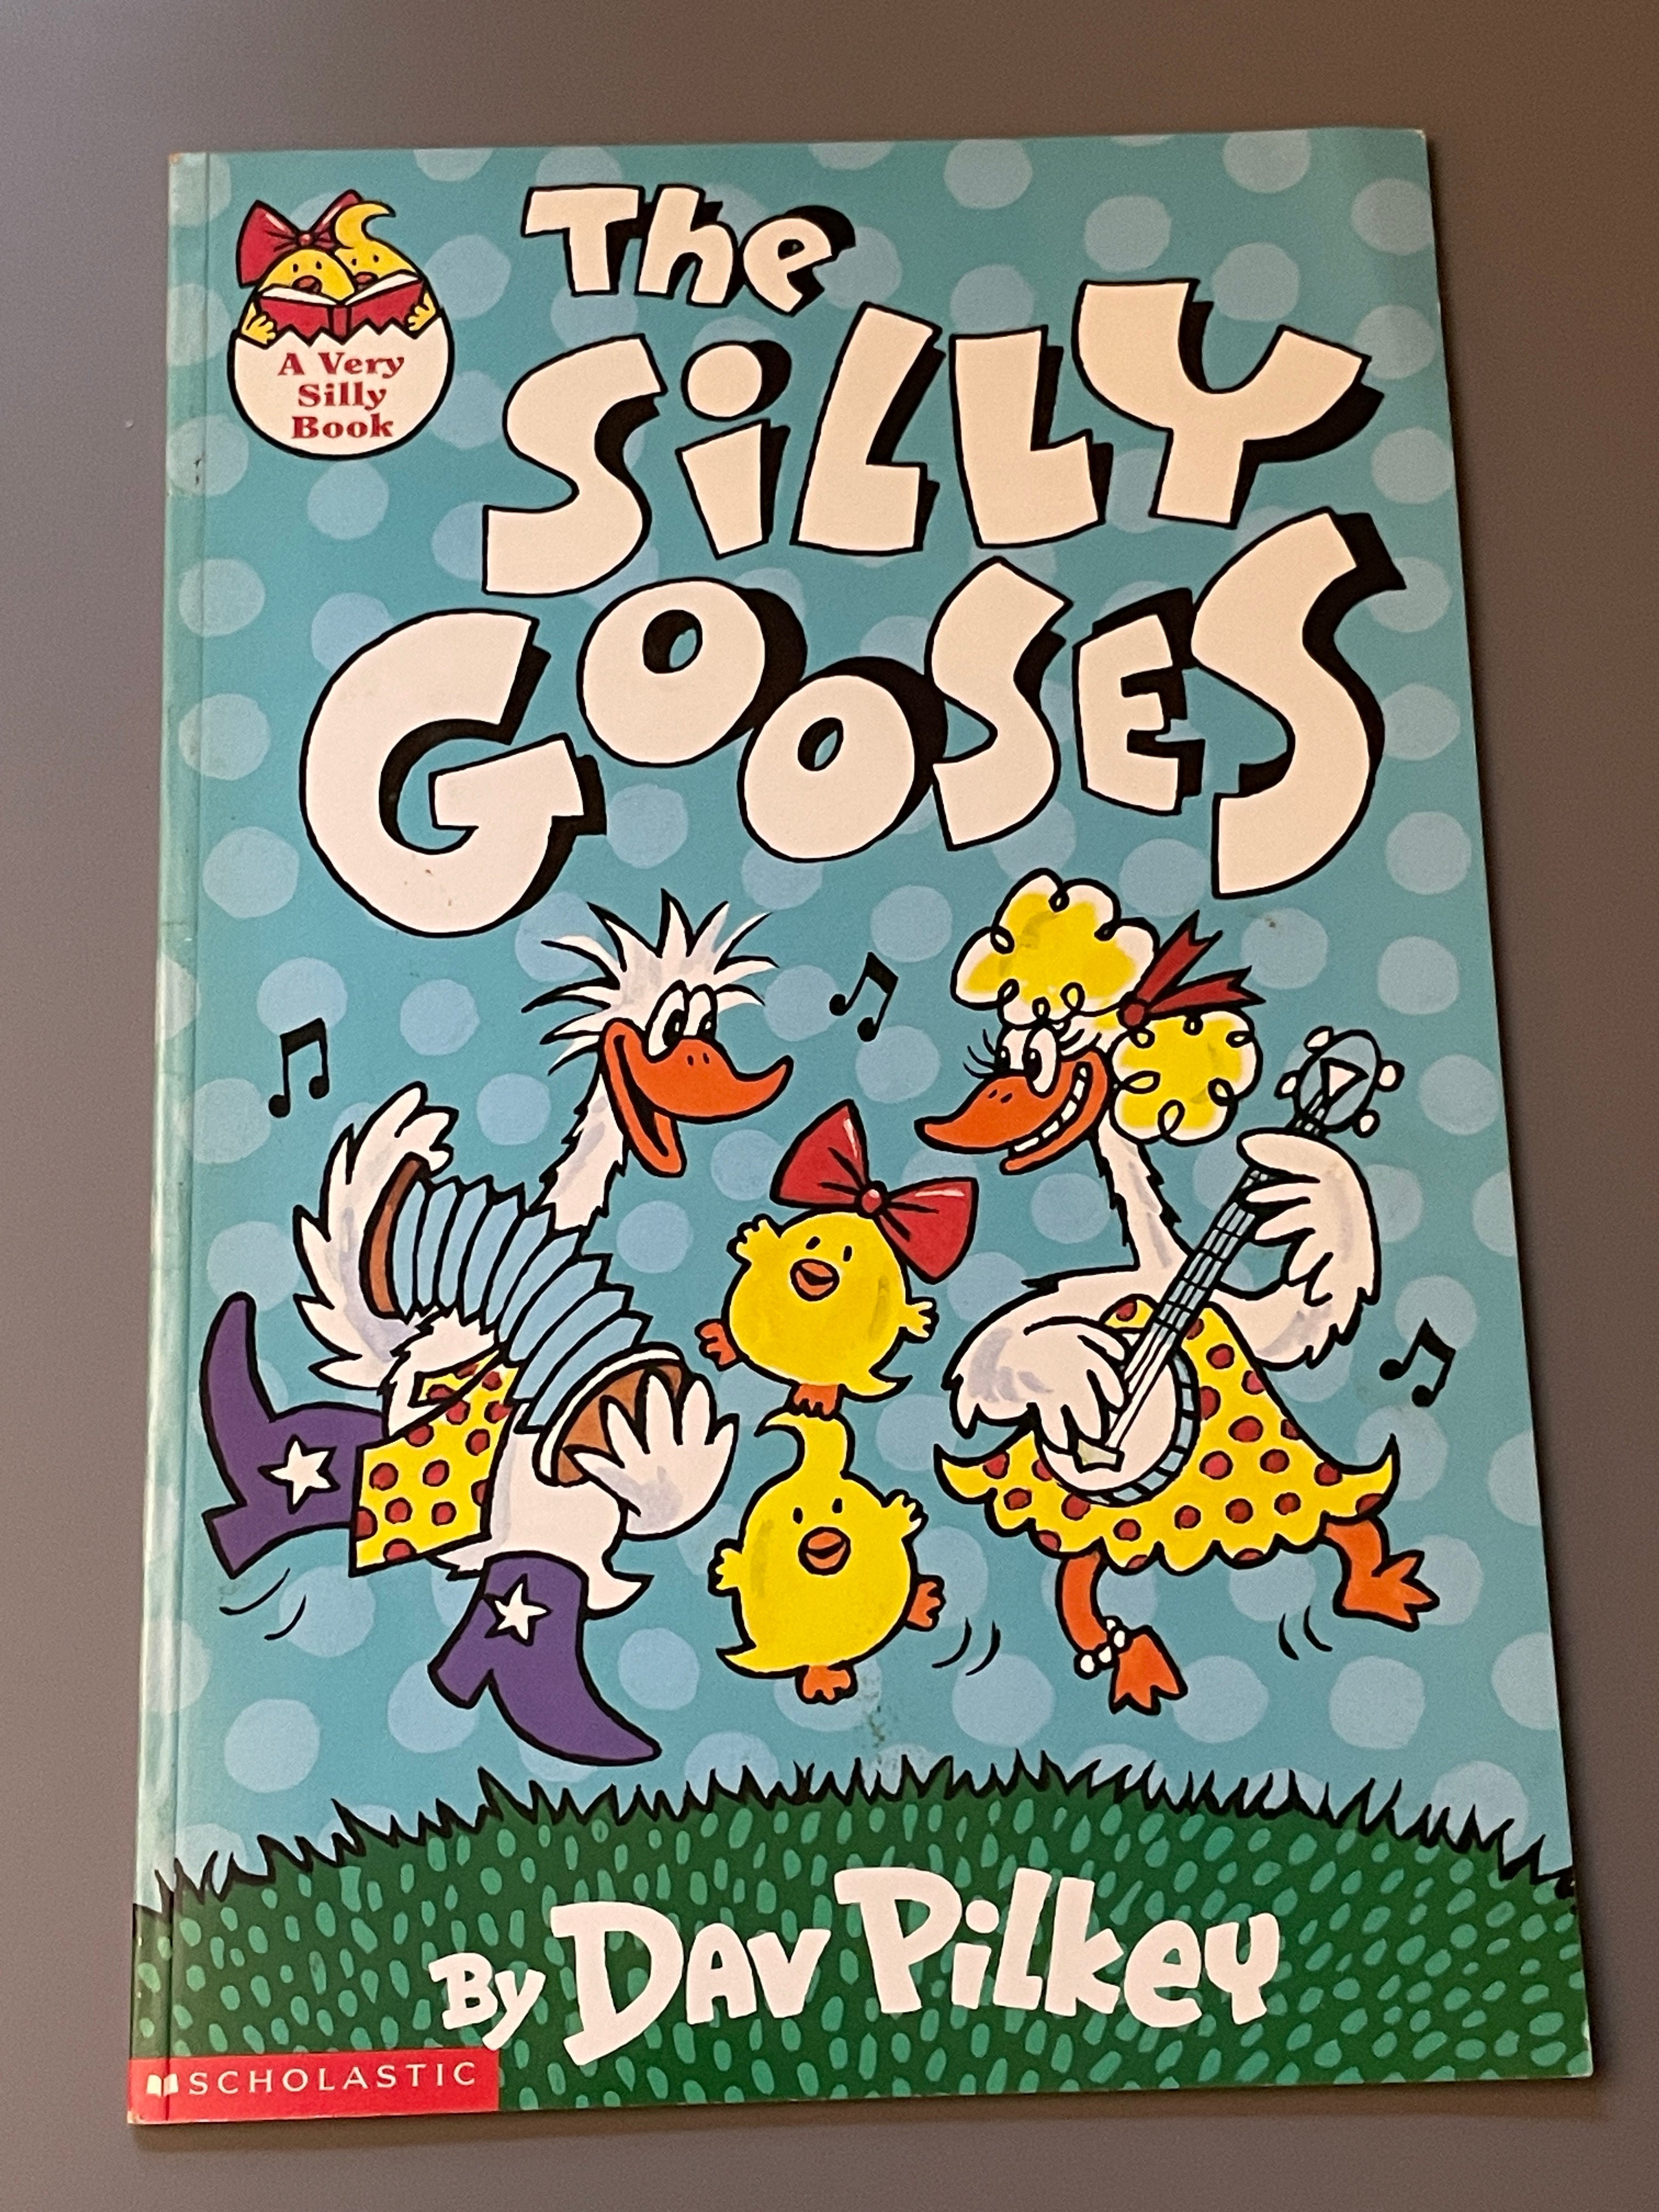 A Very
Silly
Book
The
SiLLY
GOOSES
By Dav Pilkey
SCHOLASTIC